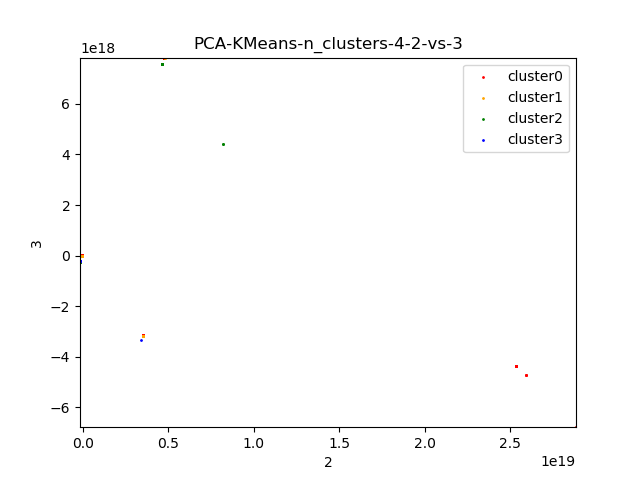 PCA-KMeans-n_clusters-4-2-vs-3
1e18
cluster0
cluster1
cluster2
cluster3
6
4
2
0
−2
−4
−6
3
0.0 0.5 1.0 1.5 2.0 2.5
2
1e19